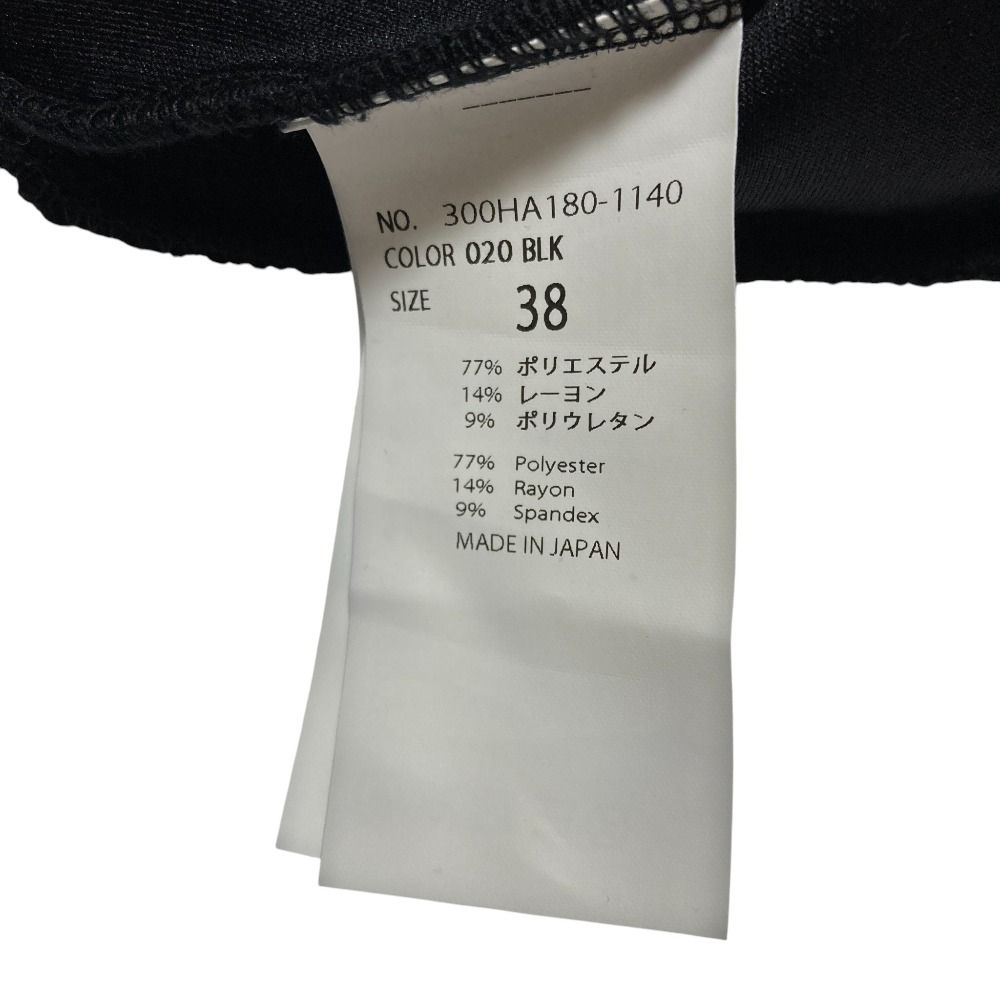 NO. 300HA180-1140
COLOR 020 BLK
SIZE 38
77% ポリエステル
14% レーヨン
9% ポリウレタン
77% Polyester
14% Rayon
9% Spandex
MADE IN JAPAN